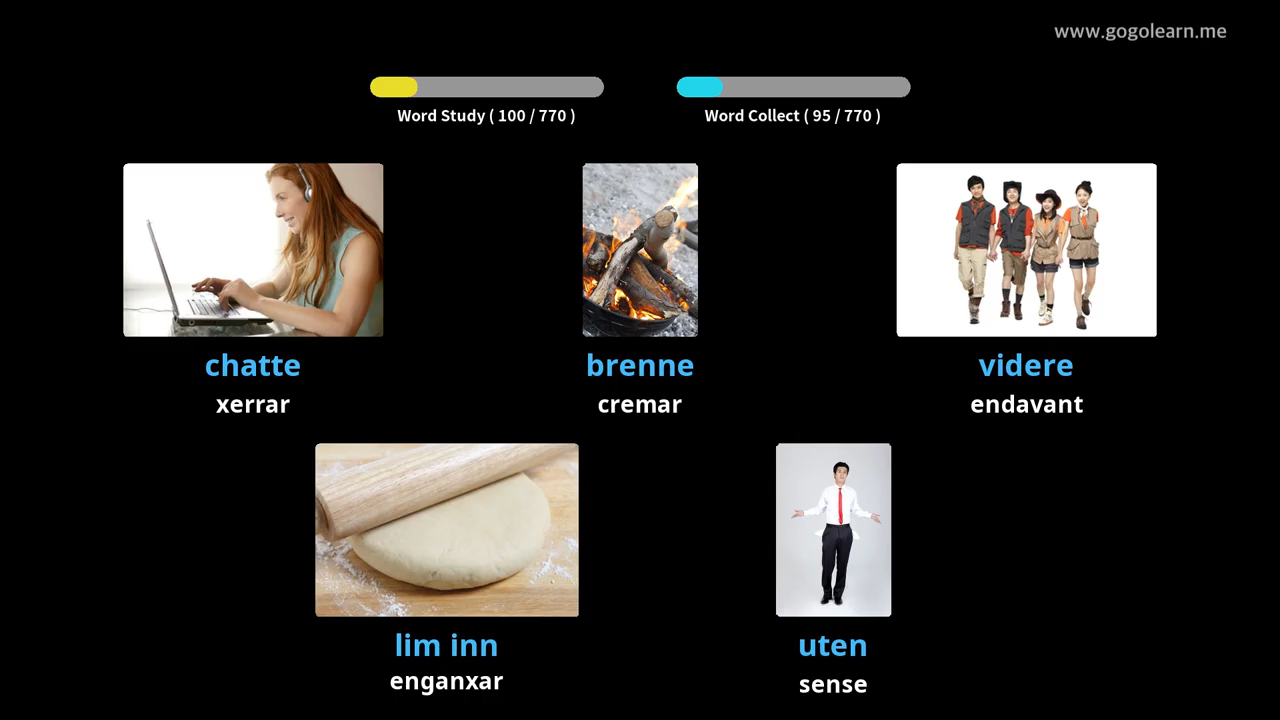 www.gogolearn.me
Word Study ( 100 / 770 )
Word Collect ( 95 / 770 )
chatte
xerrar
brenne
cremar
videre
endavant
lim inn
enganxar
uten
sense